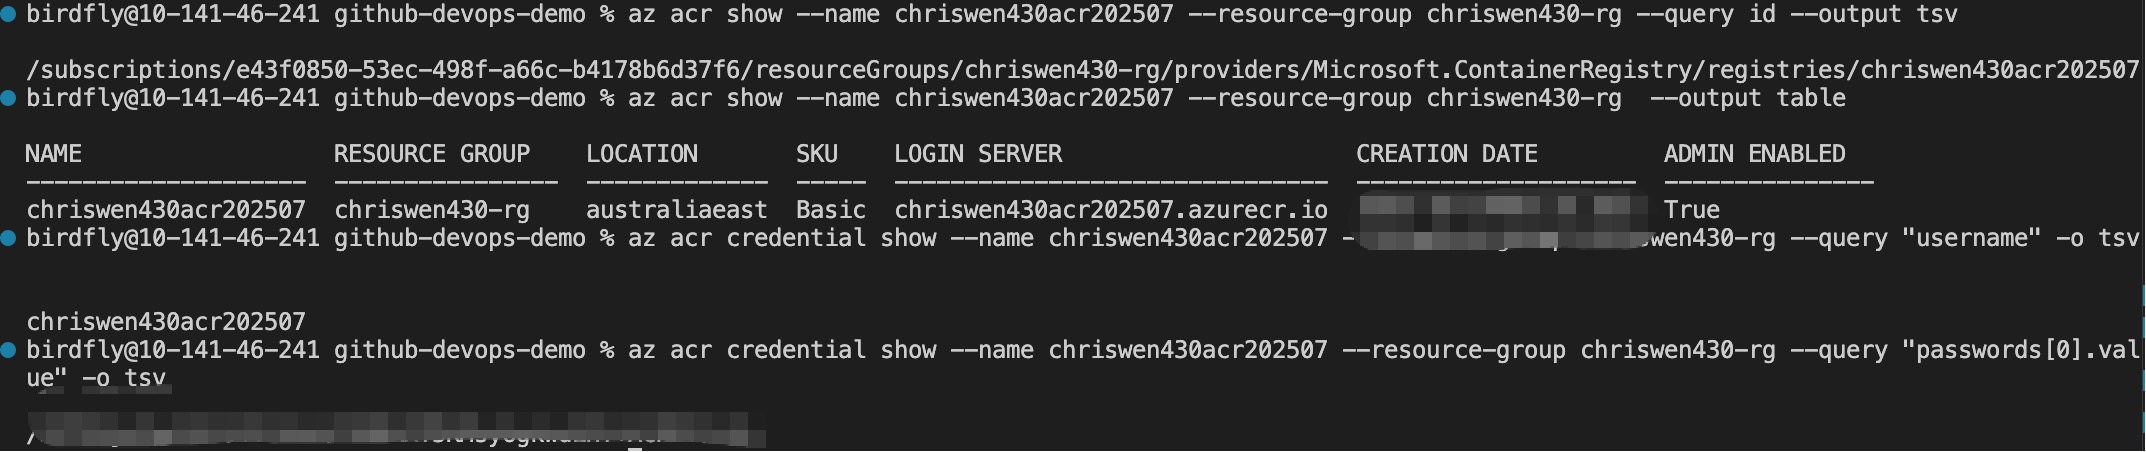 birdfly@10-141-46-241 github-devops-demo % az acr show --name chriswen430acr202507 --resource-group chriswen430-rg --query id --output tsv
/subscriptions/e43f0850-53ec-498f-a66c-b4178b6d37f6/resourceGroups/chriswen430-rg/providers/Microsoft.ContainerRegistry/registries/chriswen430acr202507
birdfly@10-141-46-241 github-devops-demo % az acr show --name chriswen430acr202507 --resource-group chriswen430-rg  --output table
NAME RESOURCE GROUP LOCATION SKU LOGIN SERVER CREATION DATE ADMIN ENABLED
-------------------- ---------------- ------------- ----- ------------------------------- -------------------- ---------------
chriswen430acr202507 chriswen430-rg australiaeast Basic chriswen430acr202507.azurecr.io True
birdfly@10-141-46-241 github-devops-demo % az acr credential show --name chriswen430acr202507 --query "username" -o tsv
chriswen430acr202507
birdfly@10-141-46-241 github-devops-demo % az acr credential show --name chriswen430acr202507 --resource-group chriswen430-rg --query "passwords[0].val
ue" -o tsv